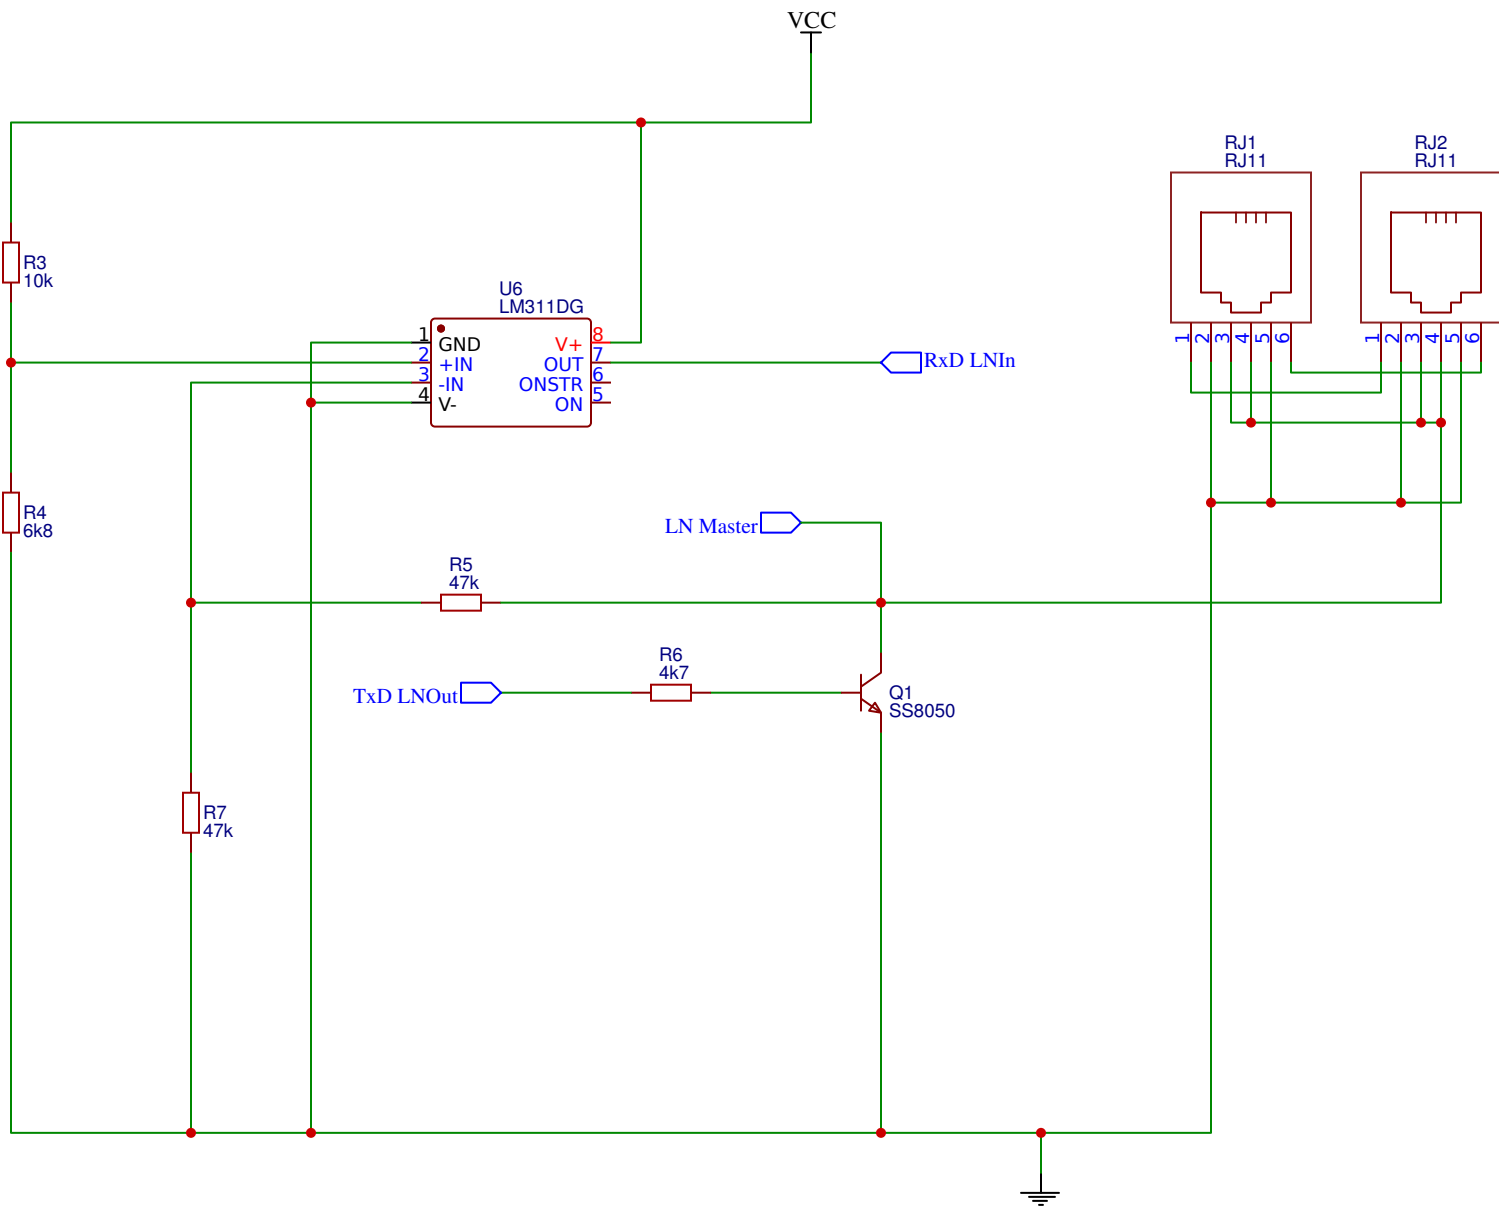 VCC
RJ1
RJ11
RJ2
RJ11
1 2 3 4 5 6
1 2 3 4 5 6
R3
10k
U6
LM311DG
1 GND V+ 8
2 +IN OUT 7
3 -IN ONSTR 6
4 V- ON 5
RxD LNIn
R4
6k8
LN Master
R5
47k
R6
4k7
TxD LNOut
Q1
SS8050
R7
47k